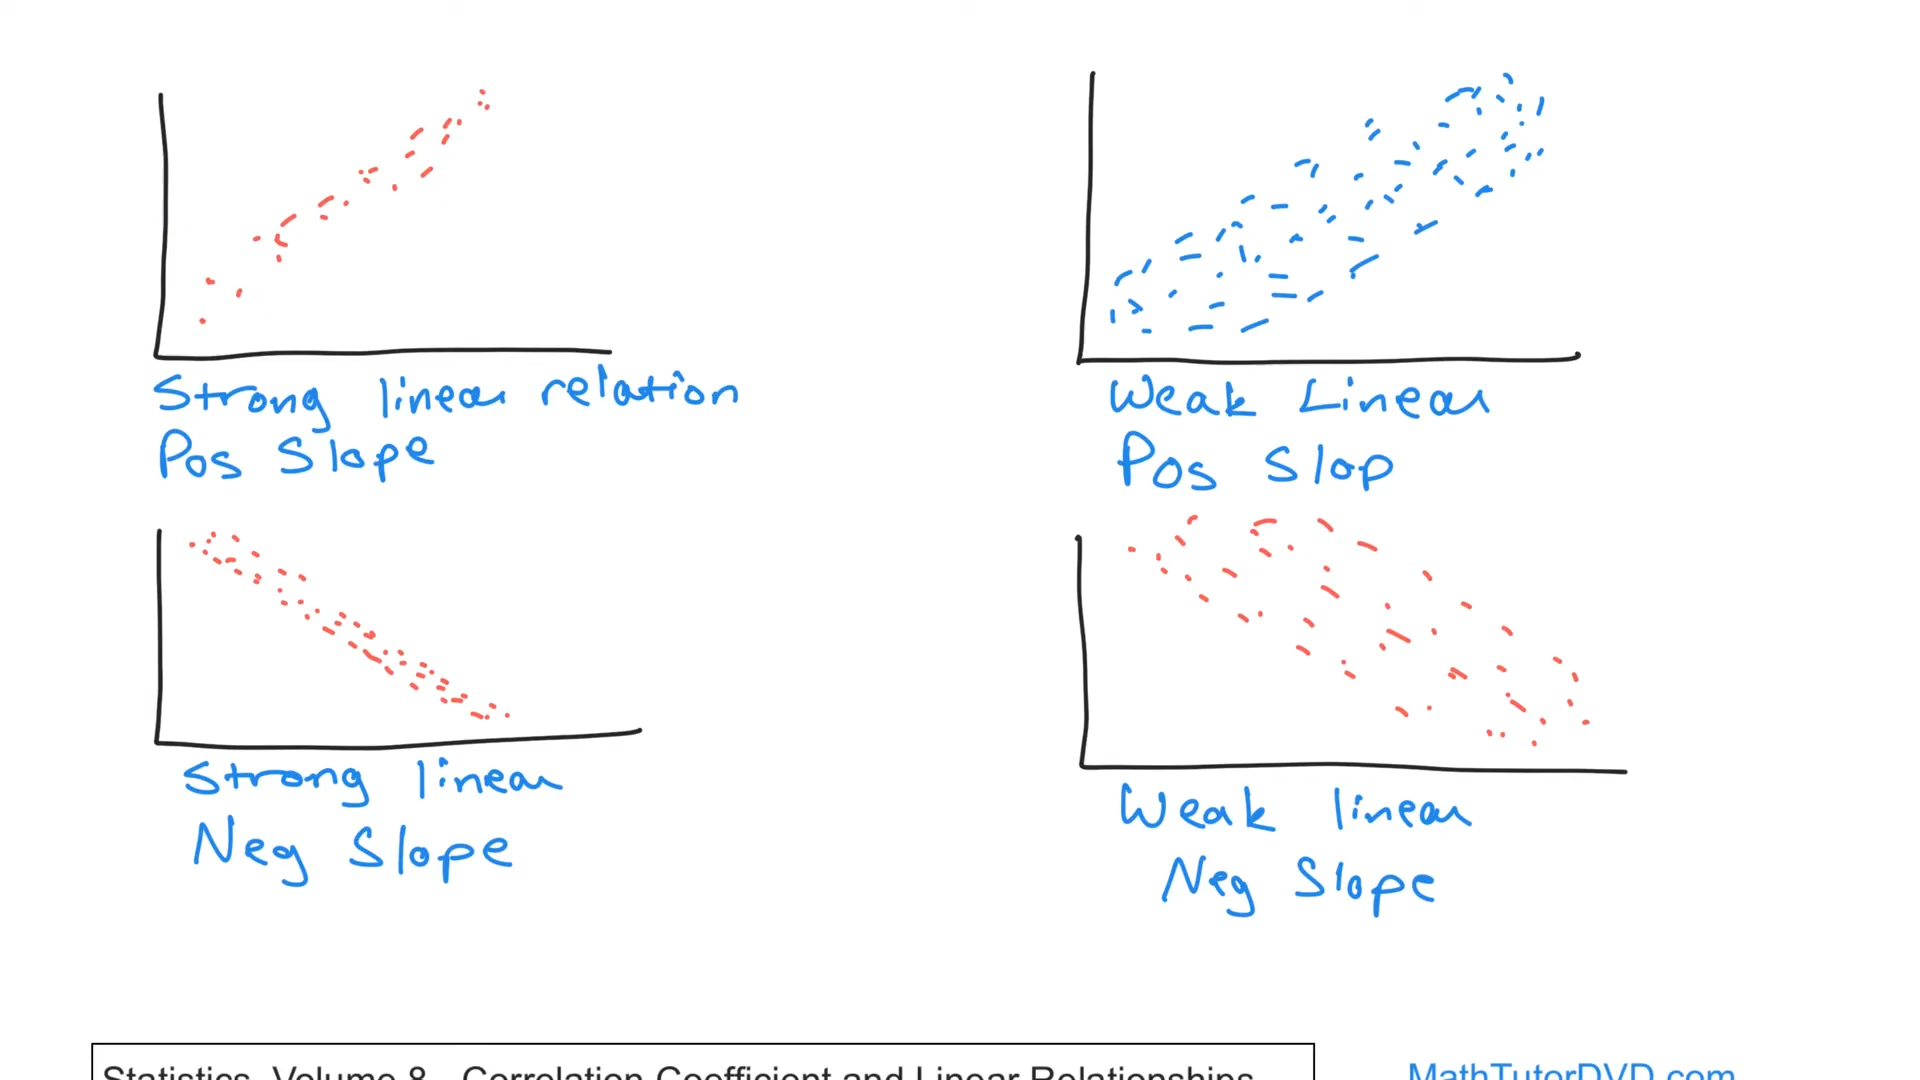 Strong linear relation
Pos Slope
Weak Linear
Pos Slop
Strong linear
Neg Slope
Weak linear
Neg Slope
Statistics, Volume 8 - Correlation Coefficient and Linear Relationships
MathTutorDVD.com